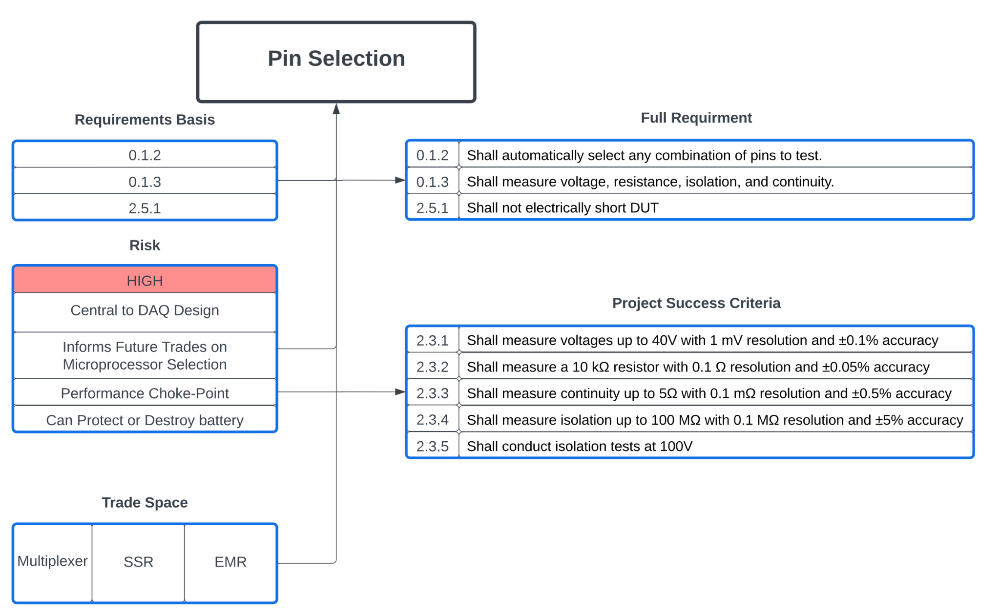 Pin Selection
Requirements Basis
0.1.2
0.1.3
2.5.1
Full Requirment
0.1.2 Shall automatically select any combination of pins to test.
0.1.3 Shall measure voltage, resistance, isolation, and continuity.
2.5.1 Shall not electrically short DUT
Risk
HIGH
Central to DAQ Design
Informs Future Trades on
Microprocessor Selection
Performance Choke-Point
Can Protect or Destroy battery
Project Success Criteria
2.3.1 Shall measure voltages up to 40V with 1 mV resolution and ±0.1% accuracy
2.3.2 Shall measure a 10 kΩ resistor with 0.1 Ω resolution and ±0.05% accuracy
2.3.3 Shall measure continuity up to 5Ω with 0.1 mΩ resolution and ±0.5% accuracy
2.3.4 Shall measure isolation up to 100 MΩ with 0.1 MΩ resolution and ±5% accuracy
2.3.5 Shall conduct isolation tests at 100V
Trade Space
Multiplexer SSR EMR